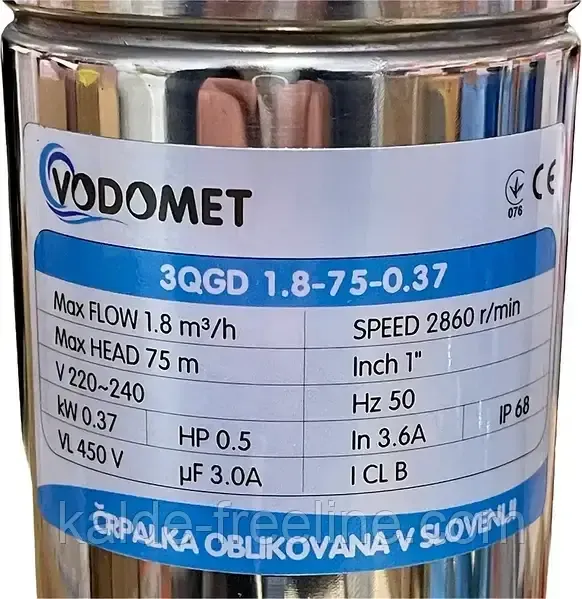 VODOMET
076
CE
3QGD 1.8-75-0.37
Max FLOW 1.8 m³/h
SPEED 2860 r/min
Max HEAD 75 m
Inch 1"
V 220~240
Hz 50
kW 0.37
HP 0.5
In 3.6A
IP 68
VL 450 V
µF 3.0A
I CL B
kalde-freeline.com
ČRPALKA OBLIKOVANA V SLOVENIJI